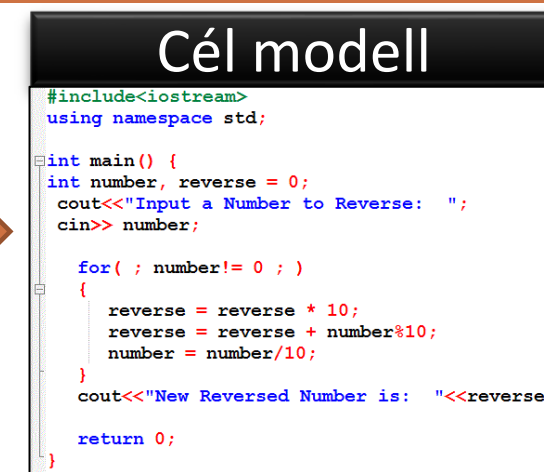 Cél modell
#include<iostream>
using namespace std;
int main() {
int number, reverse = 0;
cout<<"Input a Number to Reverse:  ";
cin>> number;
for( ; number!= 0 ; )
{
reverse = reverse * 10;
reverse = reverse + number%10;
number = number/10;
}
cout<<"New Reversed Number is:  "<<reverse
return 0;
}